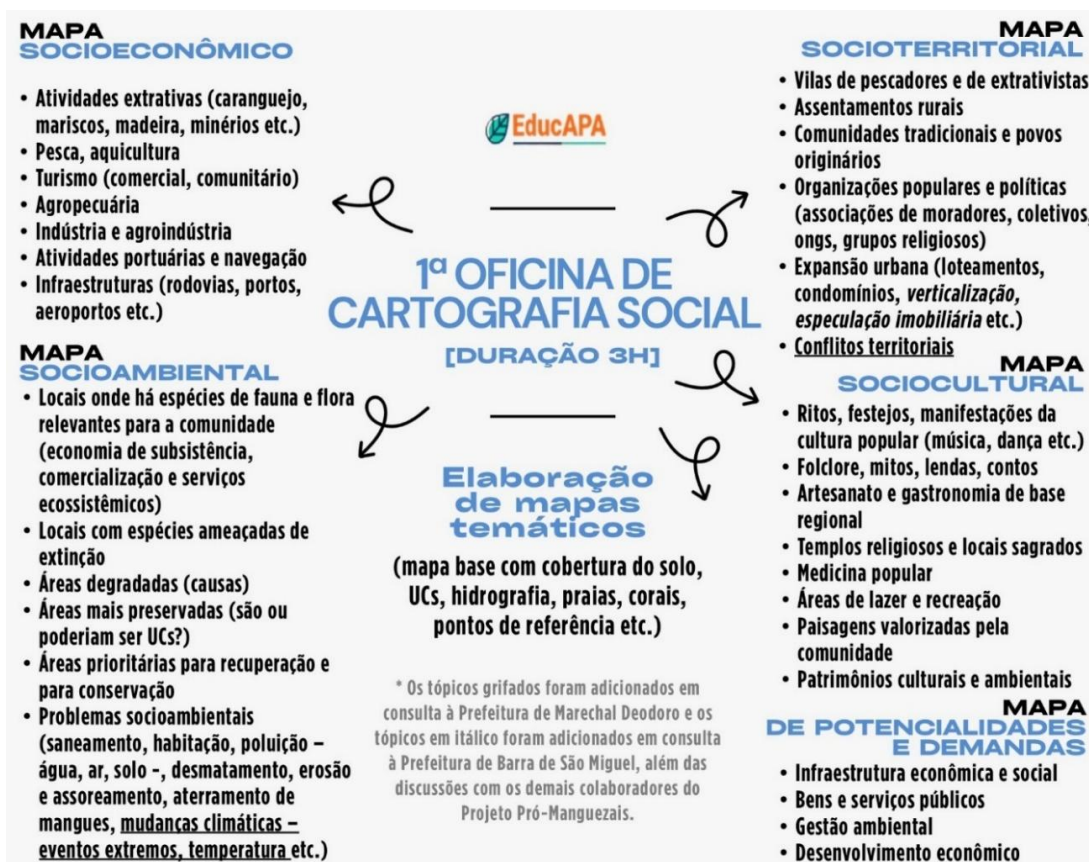 MAPA
SOCIOECONÔMICO
• Atividades extrativas (caranguejo,
mariscos, madeira, minérios etc.)
• Pesca, aquicultura
• Turismo (comercial, comunitário)
• Agropecuária
• Indústria e agroindústria
• Atividades portuárias e navegação
• Infraestruturas (rodovias, portos,
aeroportos etc.)
MAPA
SOCIOAMBIENTAL
• Locais onde há espécies de fauna e flora
relevantes para a comunidade
(economia de subsistência,
comercialização e serviços
ecossistêmicos)
• Locais com espécies ameaçadas de
extinção
• Áreas degradadas (causas)
• Áreas mais preservadas (são ou
poderiam ser UCs?)
• Áreas prioritárias para recuperação e
para conservação
• Problemas socioambientais
(saneamento, habitação, poluição –
água, ar, solo -, desmatamento, erosão
e assoreamento, aterramento de
mangues, mudanças climáticas –
eventos extremos, temperatura etc.)
EducAPA
1ª OFICINA DE
CARTOGRAFIA SOCIAL
[DURAÇÃO 3H]
Elaboração
de mapas
temáticos
(mapa base com cobertura do solo,
UCs, hidrografia, praias, corais,
pontos de referência etc.)
* Os tópicos grifados foram adicionados em
consulta à Prefeitura de Marechal Deodoro e os
tópicos em itálico foram adicionados em consulta
à Prefeitura de Barra de São Miguel, além das
discussões com os demais colaboradores do
Projeto Pró-Manguezais.
MAPA
SOCIOTERRITORIAL
• Vilas de pescadores e de extrativistas
• Assentamentos rurais
• Comunidades tradicionais e povos
originários
• Organizações populares e políticas
(associações de moradores, coletivos,
ongs, grupos religiosos)
• Expansão urbana (loteamentos,
condomínios, verticalização,
especulação imobiliária etc.)
• Conflitos territoriais
MAPA
SOCIOCULTURAL
• Ritos, festejos, manifestações da
cultura popular (música, dança etc.)
• Folclore, mitos, lendas, contos
• Artesanato e gastronomia de base
regional
• Templos religiosos e locais sagrados
• Medicina popular
• Áreas de lazer e recreação
• Paisagens valorizadas pela
comunidade
• Patrimônios culturais e ambientais
MAPA
DE POTENCIALIDADES
E DEMANDAS
• Infraestrutura econômica e social
• Bens e serviços públicos
• Gestão ambiental
• Desenvolvimento econômico